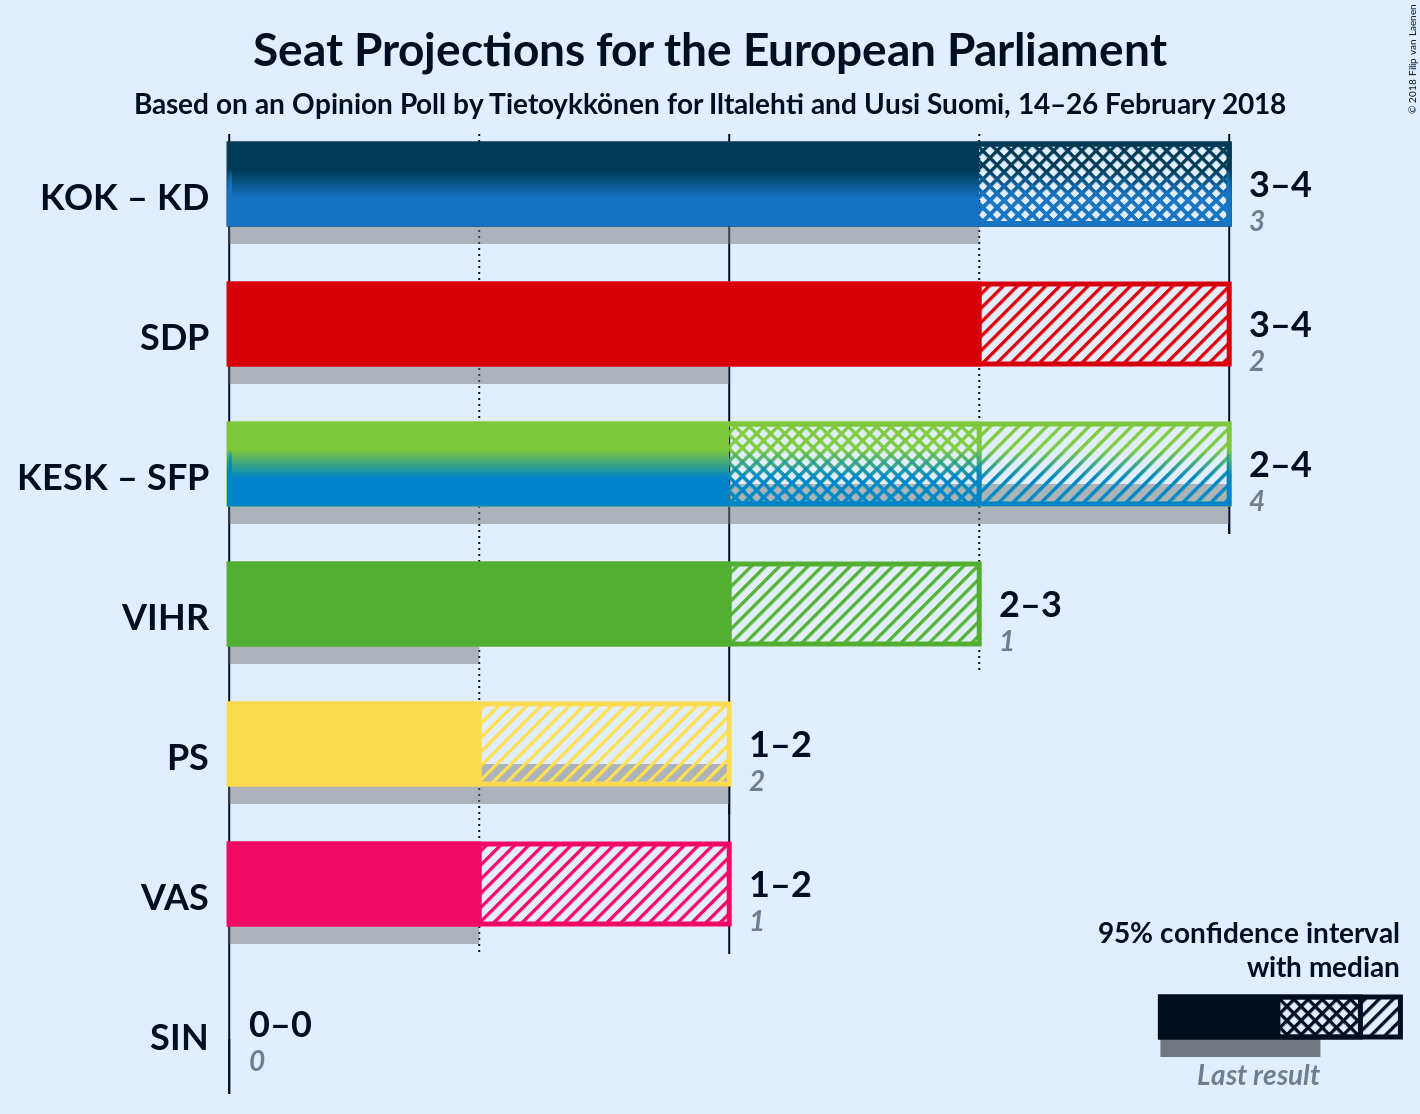 Seat Projections for the European Parliament
Based on an Opinion Poll by Tietoykkönen for Iltalehti and Uusi Suomi, 14–26 February 2018
© 2018 Filip van Laenen
KOK – KD
3–4
3
SDP
3–4
2
KESK – SFP
2–4
4
VIHR
2–3
1
PS
1–2
2
VAS
1–2
1
SIN
0–0
0
95% confidence interval
with median
Last result